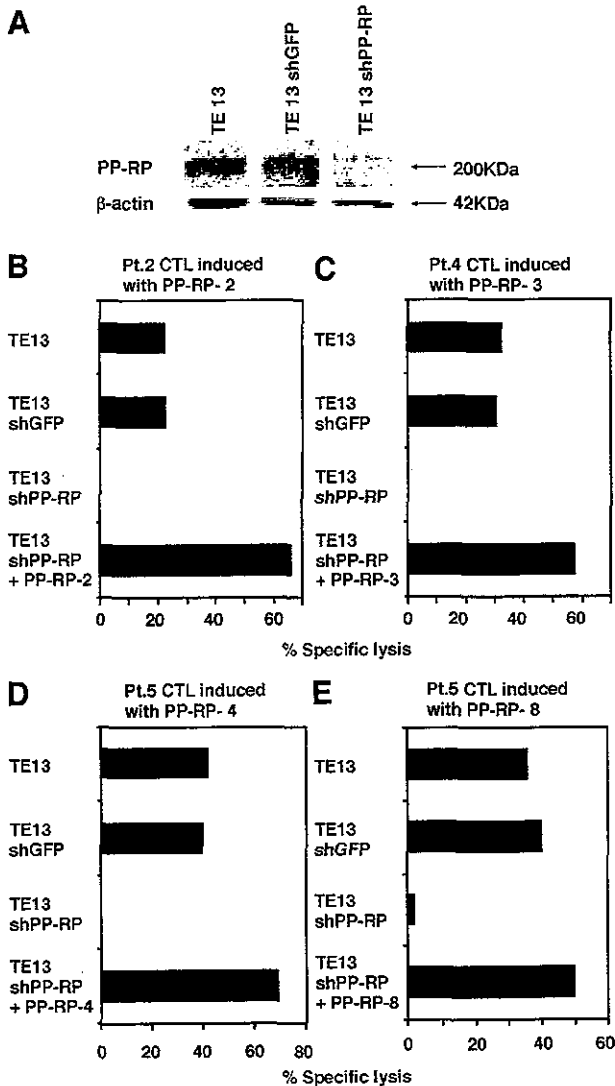 A
TE 13
TE 13 shGFP
TE 13 shPP-RP
PP-RP
200KDa
β-actin
42KDa
B
Pt.2 CTL induced
with PP-RP- 2
TE13
TE13
shGFP
TE13
shPP-RP
TE13
shPP-RP
+ PP-RP-2
0 20 40 60
C
Pt.4 CTL induced
with PP-RP- 3
TE13
TE13
shGFP
TE13
shPP-RP
TE13
shPP-RP
+ PP-RP-3
0 20 40 60
% Specific lysis
D
Pt.5 CTL induced
with PP-RP- 4
TE13
TE13
shGFP
TE13
shPP-RP
TE13
shPP-RP
+ PP-RP-4
0 20 40 60 80
E
Pt.5 CTL induced
with PP-RP- 8
TE13
TE13
shGFP
TE13
shPP-RP
TE13
shPP-RP
+ PP-RP-8
0 20 40 60
% Specific lysis